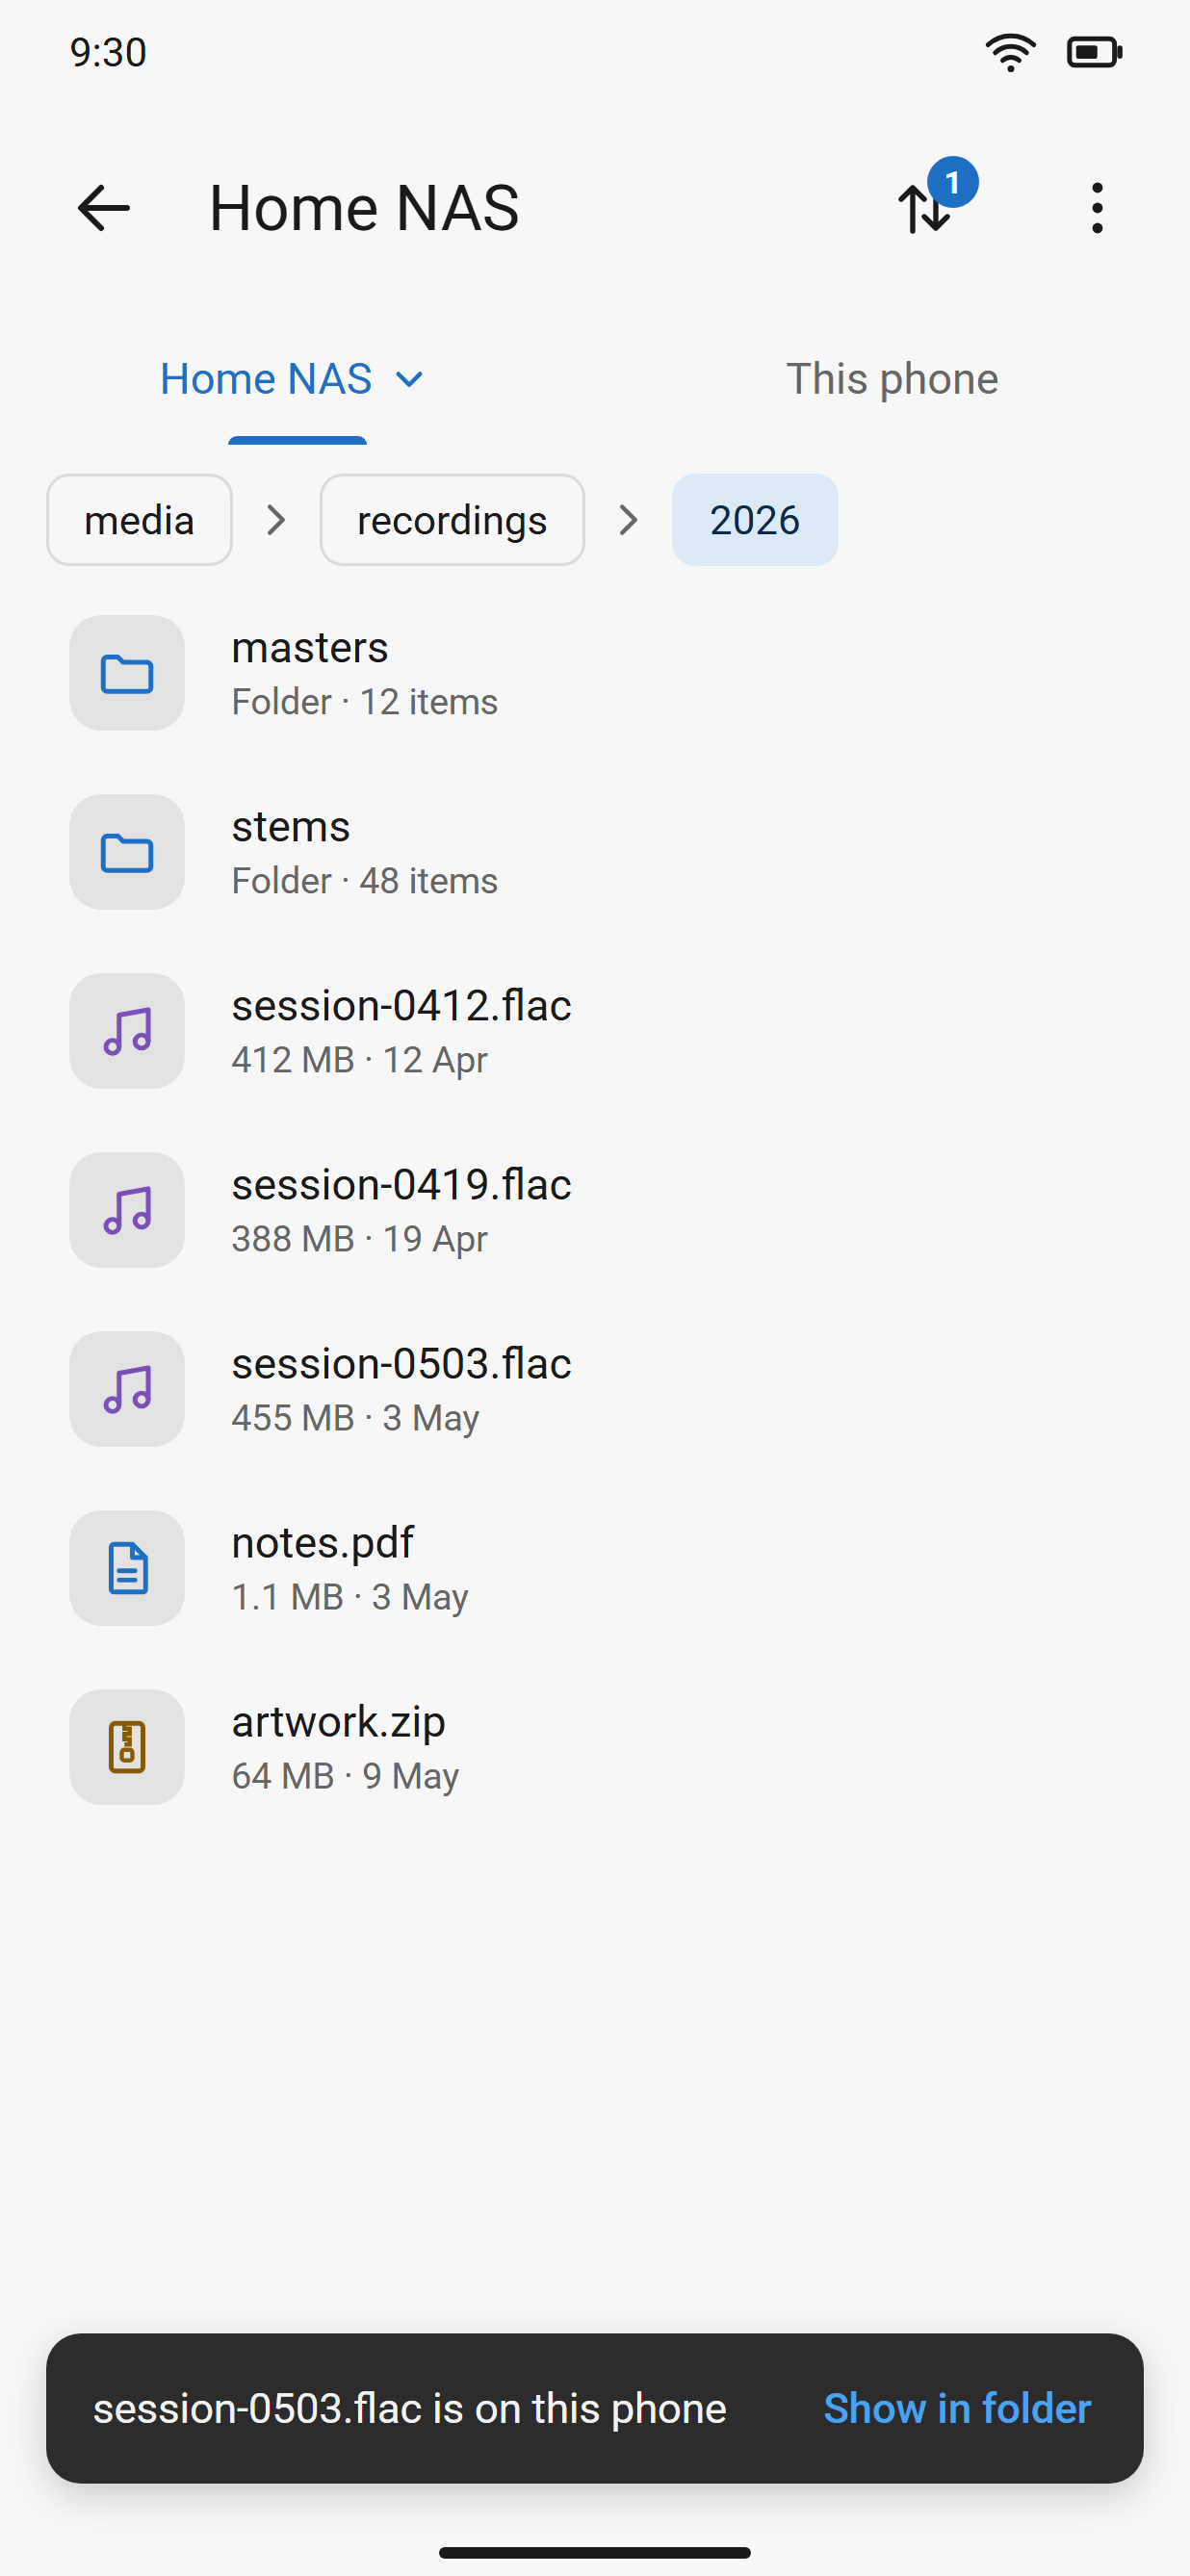 9:30
Home NAS
1
Home NAS
This phone
media
recordings
2026
masters
Folder · 12 items
stems
Folder · 48 items
session-0412.flac
412 MB · 12 Apr
session-0419.flac
388 MB · 19 Apr
session-0503.flac
455 MB · 3 May
notes.pdf
1.1 MB · 3 May
artwork.zip
64 MB · 9 May
session-0503.flac is on this phone
Show in folder